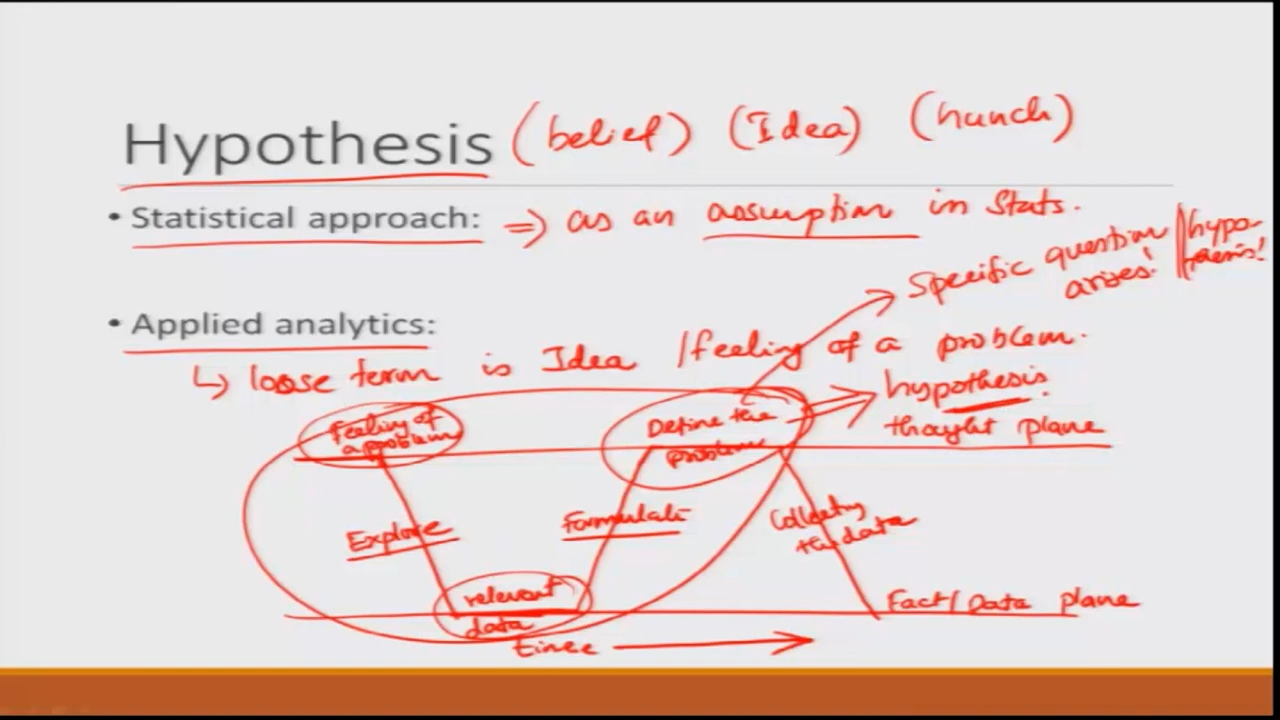 Hypothesis (belief) (Idea) (hunch)
• Statistical approach: ⇒ as an assumption in Stats.
Specific question
arises!
hypo-
thesis!
• Applied analytics:
↳ loose term is Idea /feeling of a problem.
hypothesis.
thought plane
Feeling of
a problem
Define the
problem
Explore
Formulate
Collecting
the data
relevant
data
Fact/Data plane
time